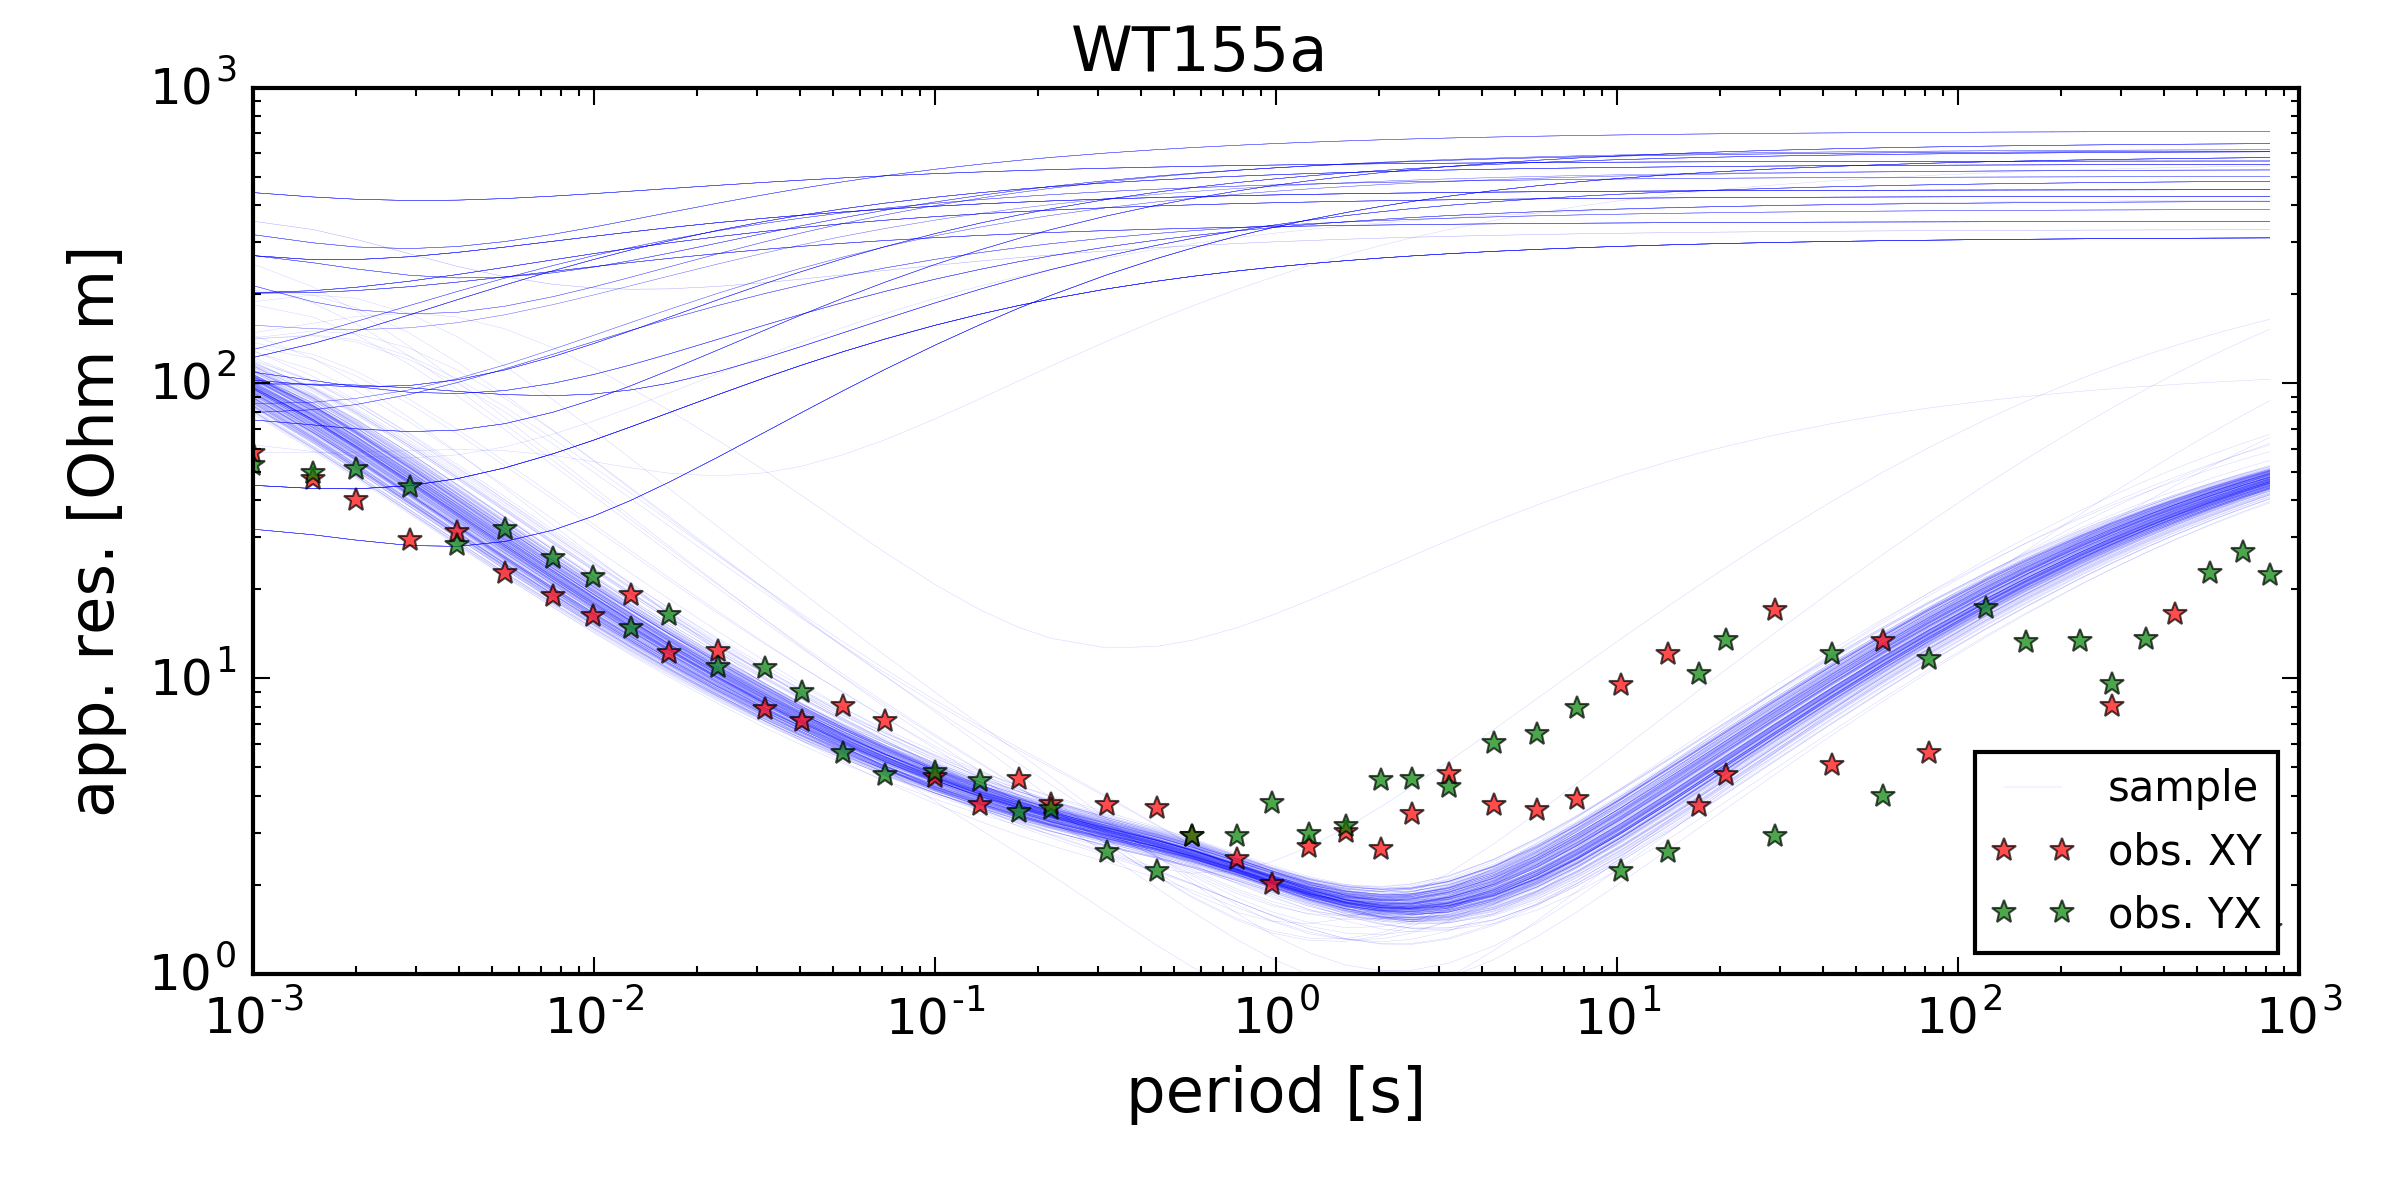 WT155a
10^3
10^2
10^1
10^0
app. res. [Ohm m]
sample
obs. XY
obs. YX
10^-3 10^-2 10^-1 10^0 10^1 10^2 10^3
period [s]